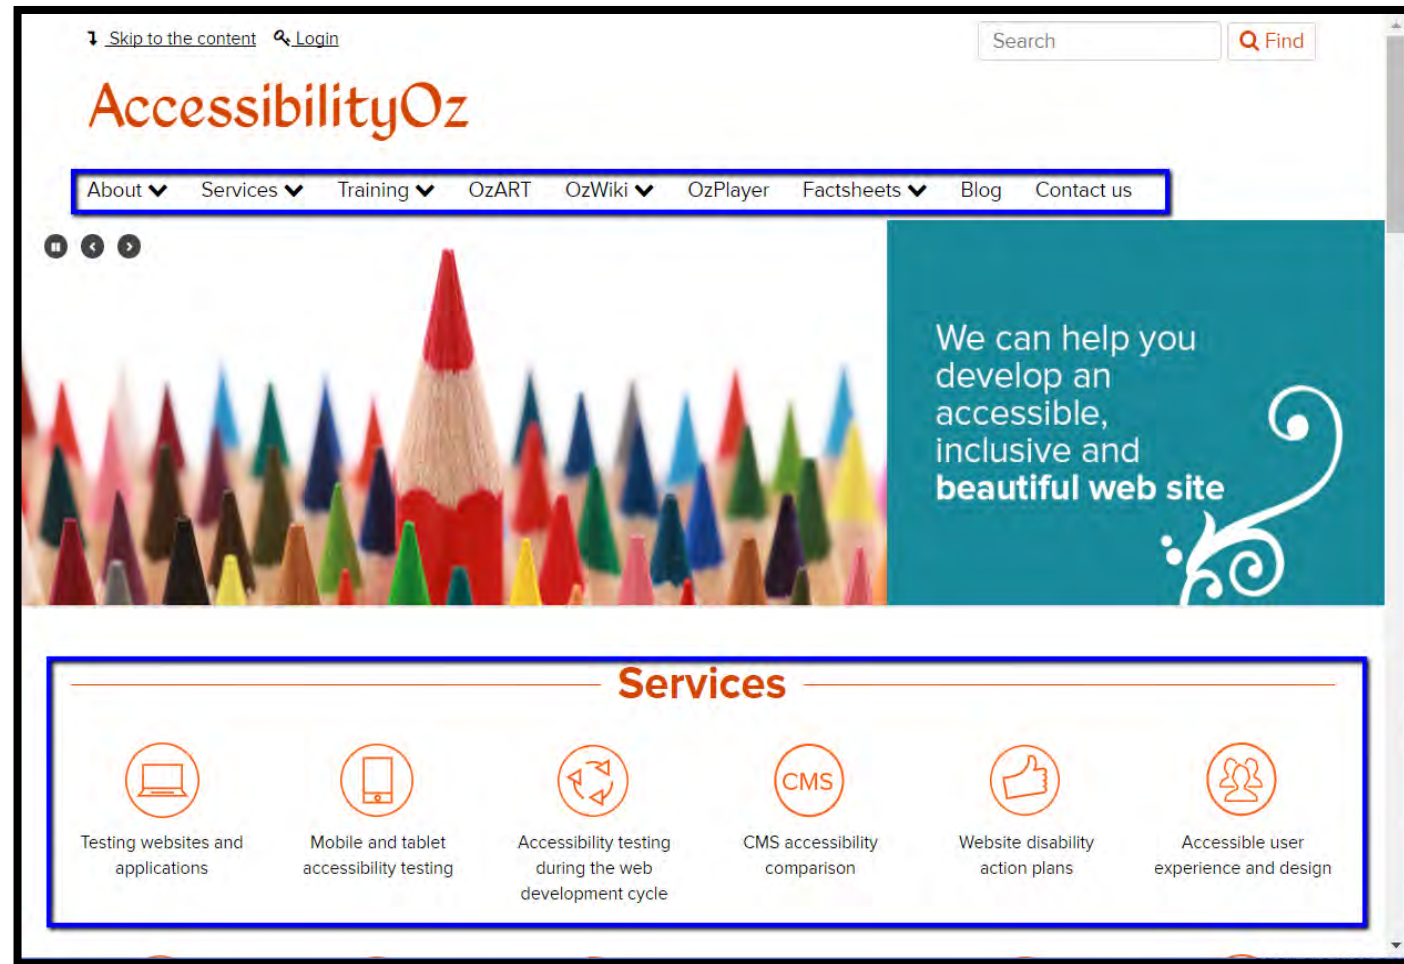 Skip to the content Login
Search Find
AccessibilityOz
About Services Training OzART OzWiki OzPlayer Factsheets Blog Contact us
We can help you
develop an
accessible,
inclusive and
beautiful web site
Services
CMS
Testing websites and
applications
Mobile and tablet
accessibility testing
Accessibility testing
during the web
development cycle
CMS accessibility
comparison
Website disability
action plans
Accessible user
experience and design